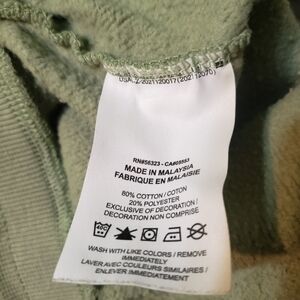 RN#56323 - CA#05553
MADE IN MALAYSIA
FABRIQUE EN MALAISIE
80% COTTON / COTON
20% POLYESTER
EXCLUSIVE OF DECORATION /
DECORATION NON COMPRISE
WASH WITH LIKE COLORS / REMOVE
IMMEDIATELY
LAVER AVEC COULEURS SIMILAIRES /
ENLEVER IMMEDIATEMENT